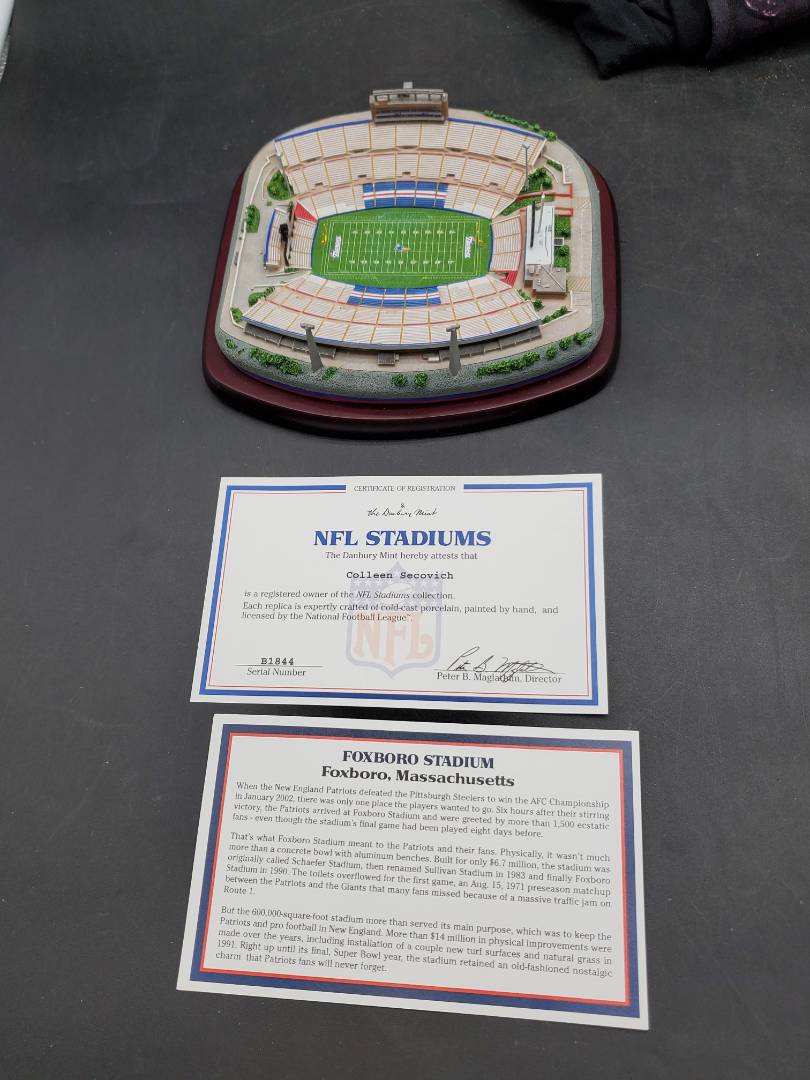 CERTIFICATE OF REGISTRATION
the Danbury Mint
NFL STADIUMS
The Danbury Mint hereby attests that
Colleen Secovich
is a registered owner of the NFL Stadiums collection.
Each replica is expertly crafted of cold-cast porcelain, painted by hand, and
licensed by the National Football League™.
NFL
B1844
Serial Number
Peter B. Maglathlin, Director
FOXBORO STADIUM
Foxboro, Massachusetts
When the New England Patriots defeated the Pittsburgh Steelers to win the AFC Championship
in January 2002, there was only one place the players wanted to go. Six hours after their stirring
victory, the Patriots arrived at Foxboro Stadium and were greeted by more than 1,500 ecstatic
fans - even though the stadium's final game had been played eight days before.
That's what Foxboro Stadium meant to the Patriots and their fans. Physically, it wasn't much
more than a concrete bowl with aluminum benches. Built for only $6.7 million, the stadium was
originally called Schaefer Stadium, then renamed Sullivan Stadium in 1983 and finally Foxboro
Stadium in 1990. The toilets overflowed for the first game, an Aug. 15, 1971 preseason matchup
between the Patriots and the Giants that many fans missed because of a massive traffic jam on
Route 1.
But the 600,000-square-foot stadium more than served its main purpose, which was to keep the
Patriots and pro football in New England. More than $14 million in physical improvements were
made over the years, including installation of a couple new turf surfaces and natural grass in
1991. Right up until its final, Super Bowl year, the stadium retained an old-fashioned nostalgic
charm that Patriots fans will never forget.